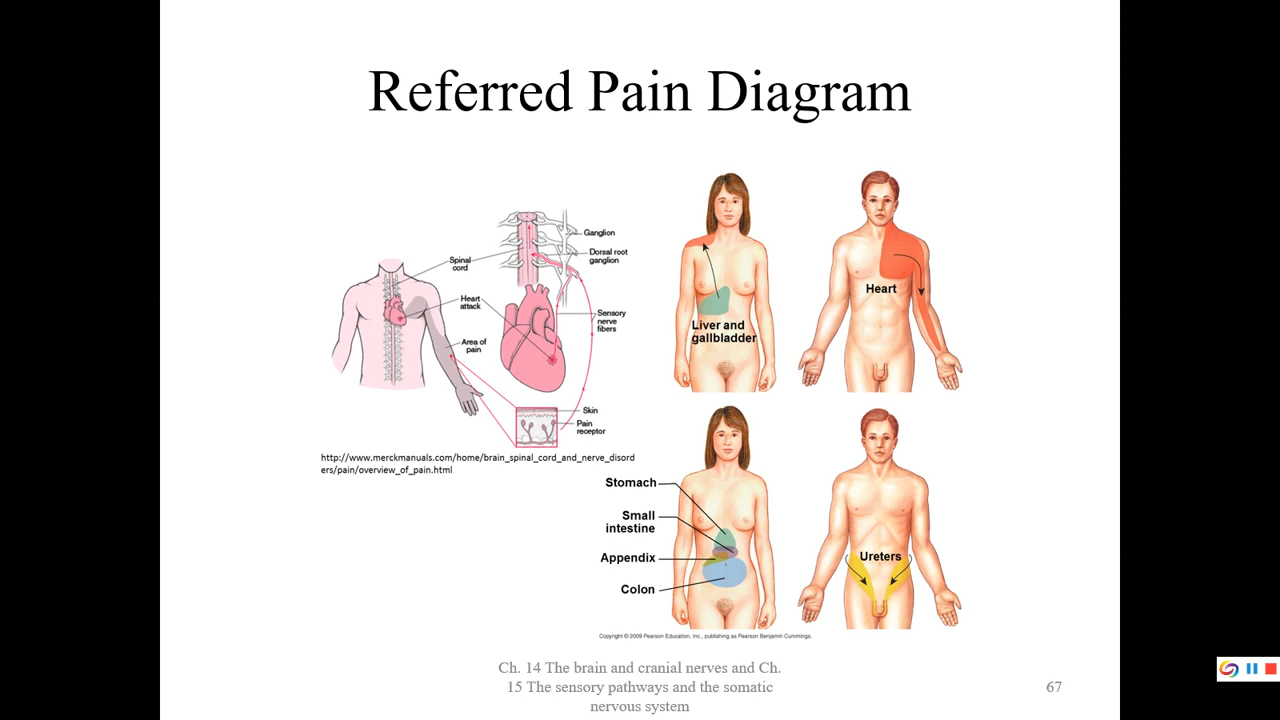 Referred Pain Diagram
Ganglion
Dorsal root
ganglion
Spinal
cord
Heart
attack
Sensory
nerve
fibers
Area of
pain
Skin
Pain
receptor
http://www.merckmanuals.com/home/brain_spinal_cord_and_nerve_disord
ers/pain/overview_of_pain.html
Liver and
gallbladder
Heart
Stomach
Small
intestine
Appendix
Colon
Ureters
Copyright © 2009 Pearson Education, Inc., publishing as Pearson Benjamin Cummings.
Ch. 14 The brain and cranial nerves and Ch.
15 The sensory pathways and the somatic
nervous system
67